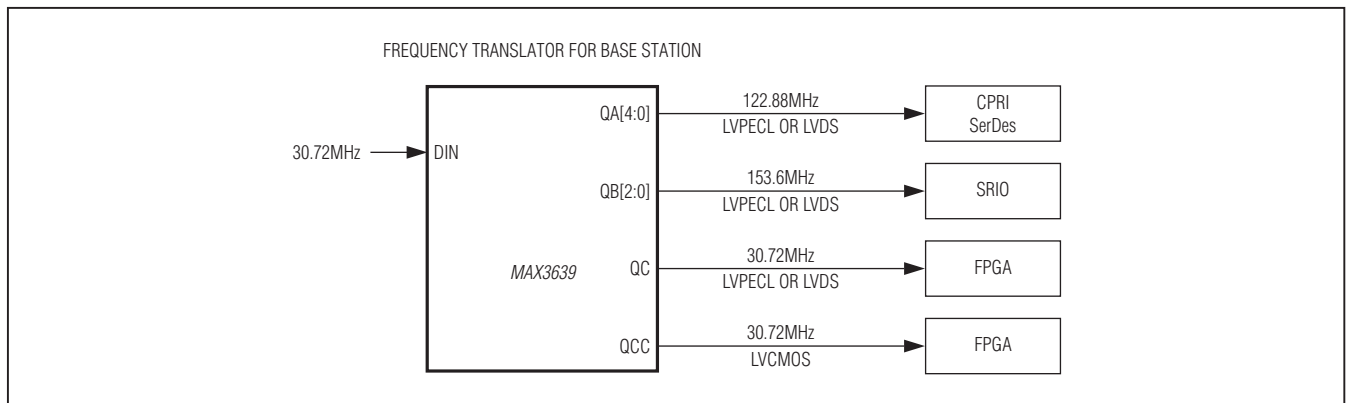 FREQUENCY TRANSLATOR FOR BASE STATION
30.72MHz
DIN
MAX3639
QA[4:0]
122.88MHz
LVPECL OR LVDS
CPRI
SerDes
QB[2:0]
153.6MHz
LVPECL OR LVDS
SRIO
QC
30.72MHz
LVPECL OR LVDS
FPGA
QCC
30.72MHz
LVCMOS
FPGA